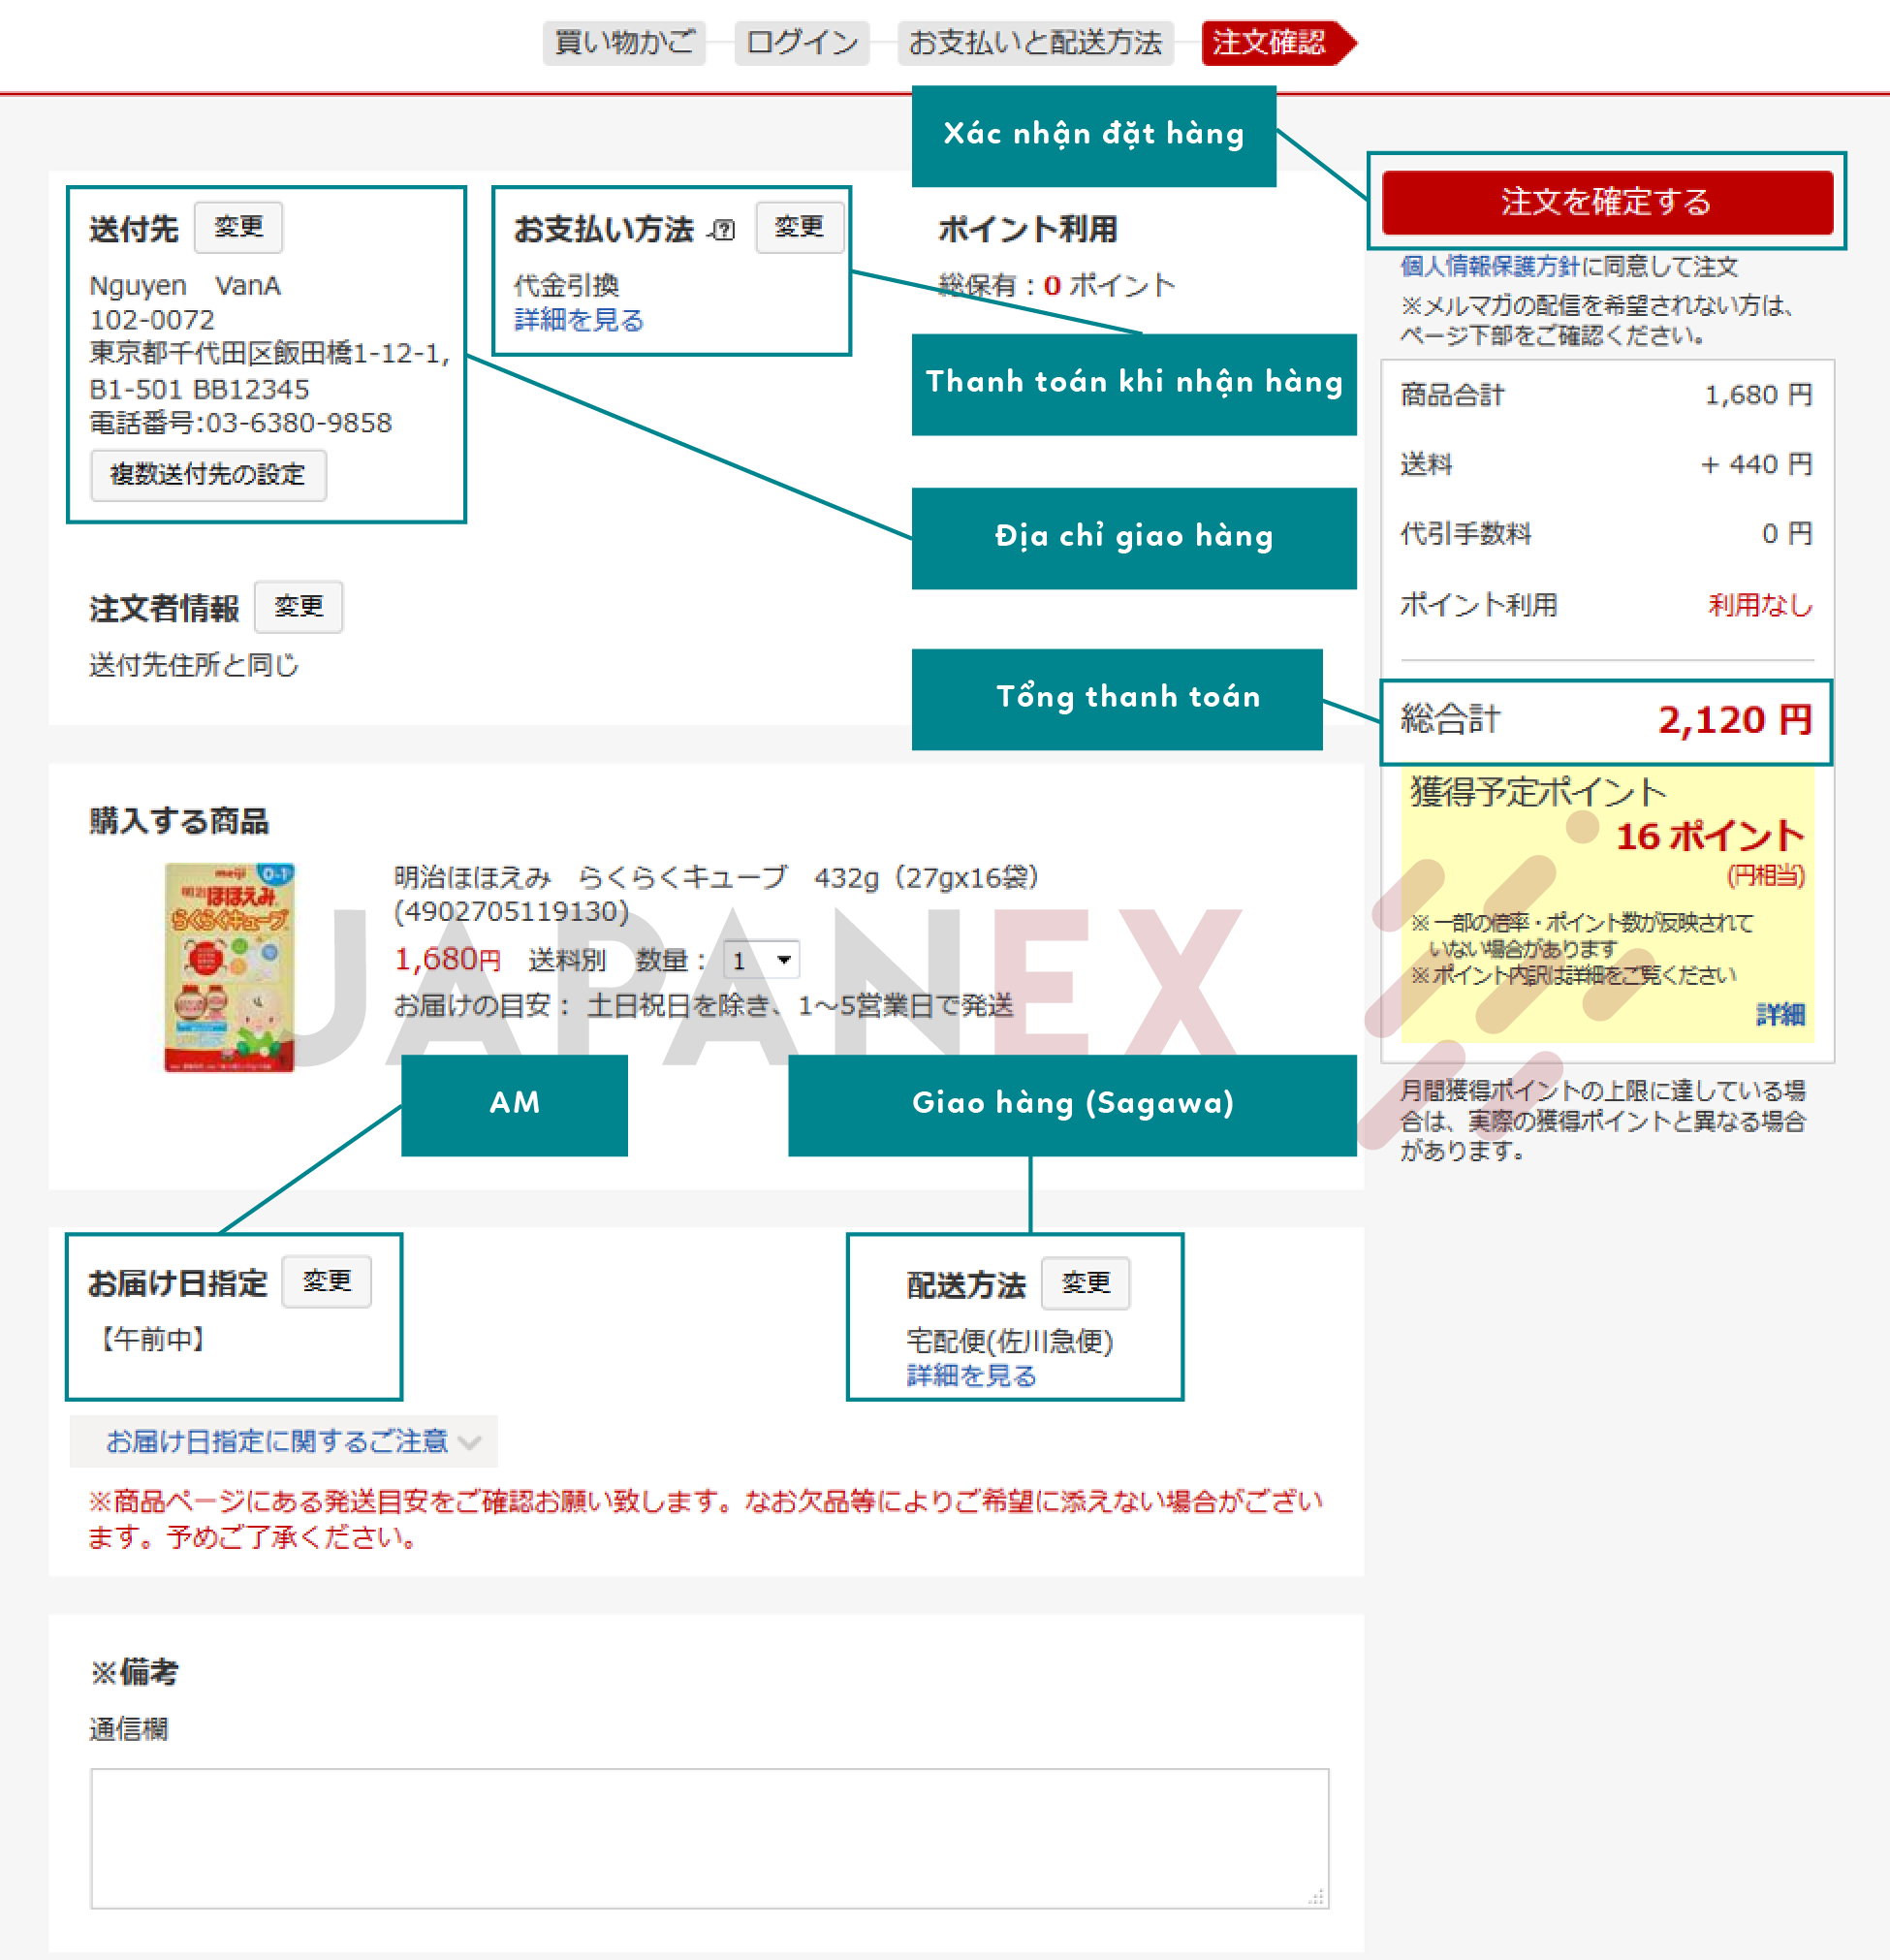 買い物かご
ログイン
お支払いと配送方法
注文確認
Xác nhận đặt hàng
注文を確定する
送付先
変更
Nguyen　VanA
102-0072
東京都千代田区飯田橋1-12-1,
B1-501 BB12345
電話番号:03-6380-9858
複数送付先の設定
お支払い方法
変更
代金引換
詳細を見る
ポイント利用
総保有：0 ポイント
Thanh toán khi nhận hàng
Địa chỉ giao hàng
注文者情報
変更
送付先住所と同じ
Tổng thanh toán
個人情報保護方針に同意して注文
※メルマガの配信を希望されない方は、
ページ下部をご確認ください。
商品合計 1,680 円
送料 + 440 円
代引手数料 0 円
ポイント利用 利用なし
総合計 2,120 円
獲得予定ポイント
16 ポイント
(円相当)
※ 一部の倍率・ポイント数が反映されて
いない場合があります
※ ポイント内訳は詳細をご覧ください
詳細
月間獲得ポイントの上限に達している場
合は、実際の獲得ポイントと異なる場合
があります。
購入する商品
meiji
0-1
明治ほほえみ
らくらくキューブ
明治ほほえみ　らくらくキューブ　432g（27gx16袋）
(4902705119130)
1,680円　送料別　数量： 1
お届けの目安： 土日祝日を除き、1～5営業日で発送
JAPANEX
AM
Giao hàng (Sagawa)
お届け日指定
変更
【午前中】
配送方法
変更
宅配便(佐川急便)
詳細を見る
お届け日指定に関するご注意
※商品ページにある発送目安をご確認お願い致します。なお欠品等によりご希望に添えない場合がござい
ます。予めご了承ください。
※備考
通信欄